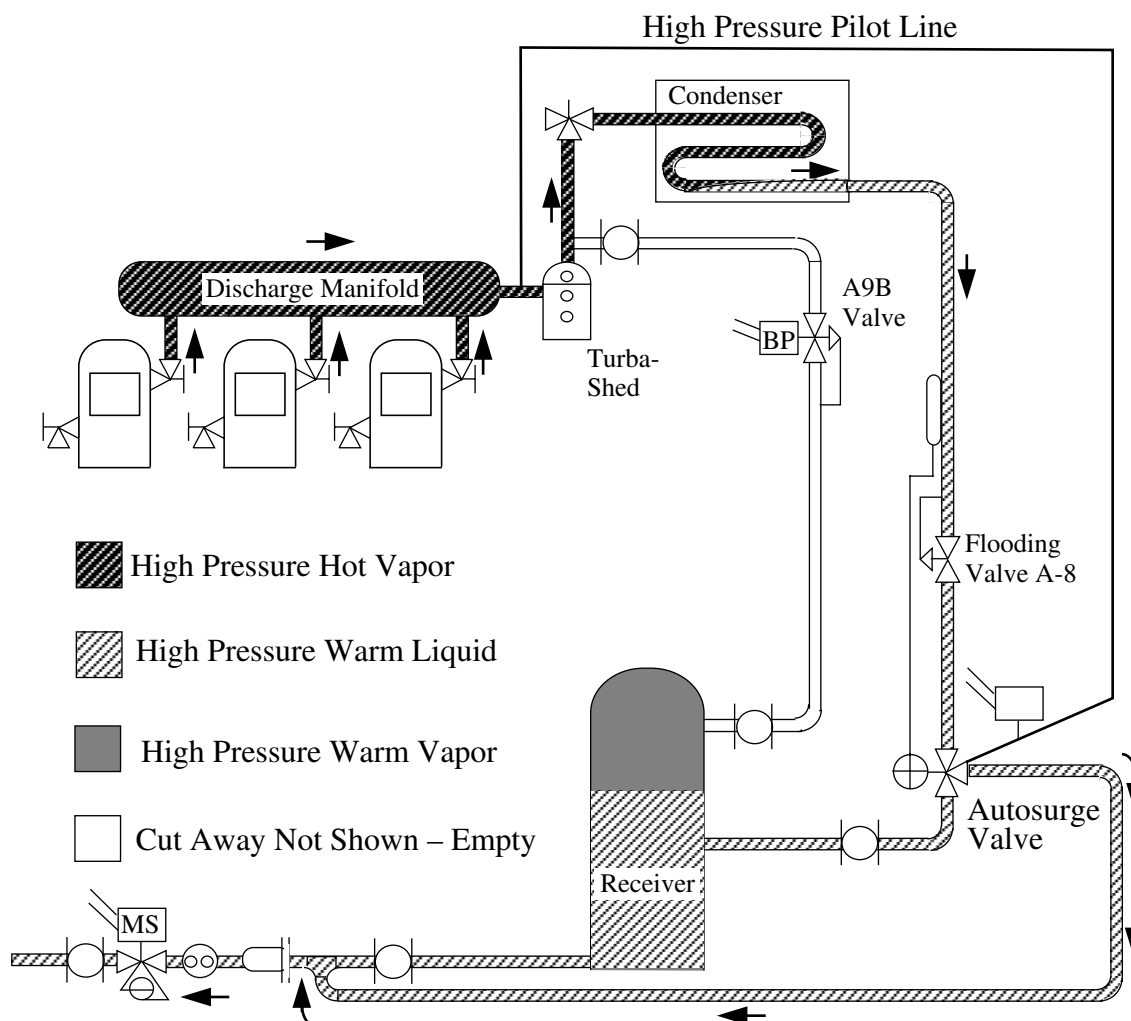 High Pressure Pilot Line
Condenser
Discharge Manifold
A9B
Valve
BP
Turba-
Shed
High Pressure Hot Vapor
Flooding
Valve A-8
High Pressure Warm Liquid
High Pressure Warm Vapor
Autosurge
Valve
Cut Away Not Shown – Empty
Receiver
MS